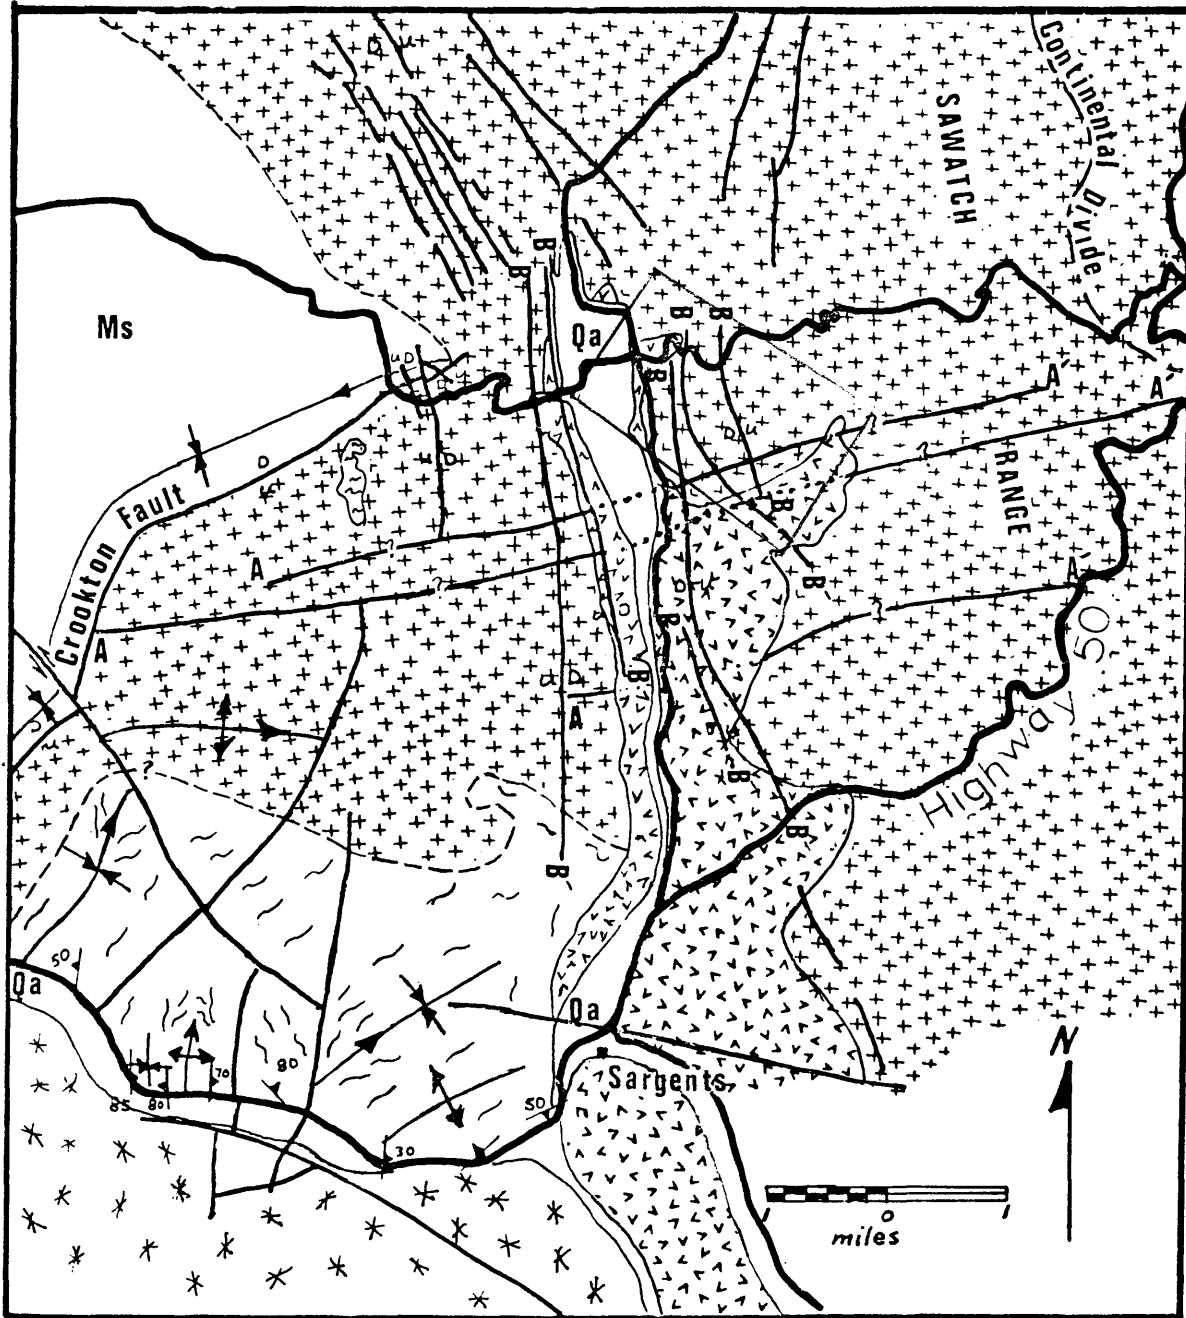 Continental Divide
SAWATCH
D u
B
B
B B
Qa
Ms
u D
D
B
A'
A'
D u
RANGE
D
u
u D
Crookton Fault
?
?
A
?
B
A
?
B
A'
?
D
D
B
B
u D
A
D
u
Highway 50
?
B
B
B
50
Qa
Qa
N
Sargents
70
80
85 80
50
30
1 0 1
miles